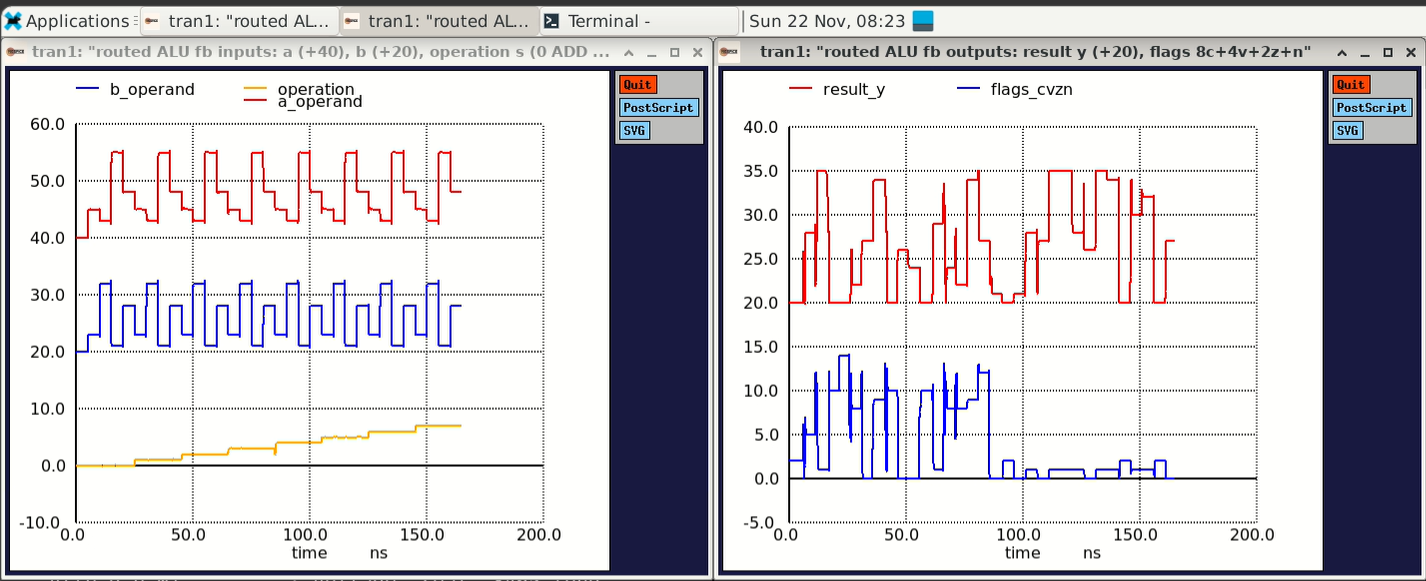 Applications
tran1: "routed AL...
tran1: "routed AL...
Terminal -
Sun 22 Nov, 08:23
tran1: "routed ALU fb inputs: a (+40), b (+20), operation s (0 ADD ...
b_operand
operation
a_operand
60.0
50.0
40.0
30.0
20.0
10.0
0.0
-10.0
0.0 50.0 100.0 150.0 200.0
time ns
Quit
PostScript
SVG
tran1: "routed ALU fb outputs: result y (+20), flags 8c+4v+2z+n"
result_y flags_cvzn
40.0
35.0
30.0
25.0
20.0
15.0
10.0
5.0
0.0
-5.0
0.0 50.0 100.0 150.0 200.0
time ns
Quit
PostScript
SVG